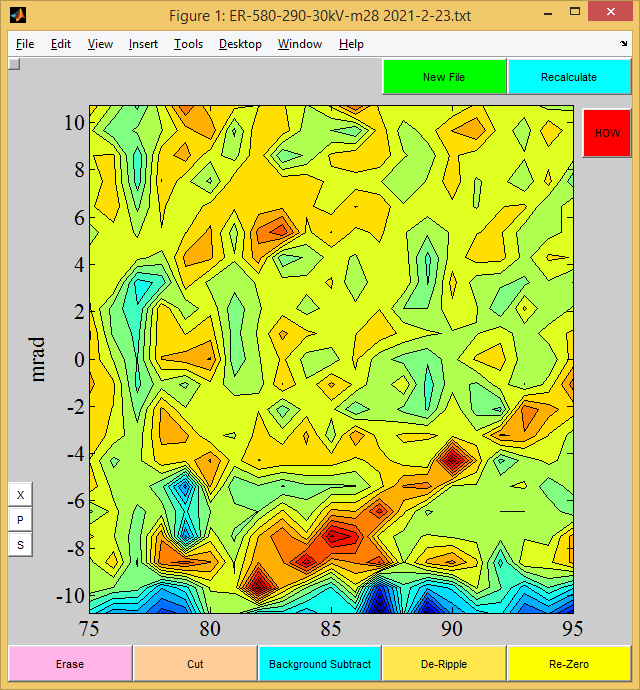 Figure 1: ER-580-290-30kV-m28 2021-2-23.txt
File Edit View Insert Tools Desktop Window Help
New File Recalculate
HOW
10
8
6
4
2
0
-2
-4
-6
-8
-10
mrad
X
P
S
75 80 85 90 95
Erase Cut Background Subtract De-Ripple Re-Zero